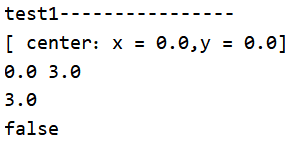 test1----------------
[ center：x = 0.0,y = 0.0]
0.0 3.0
3.0
false